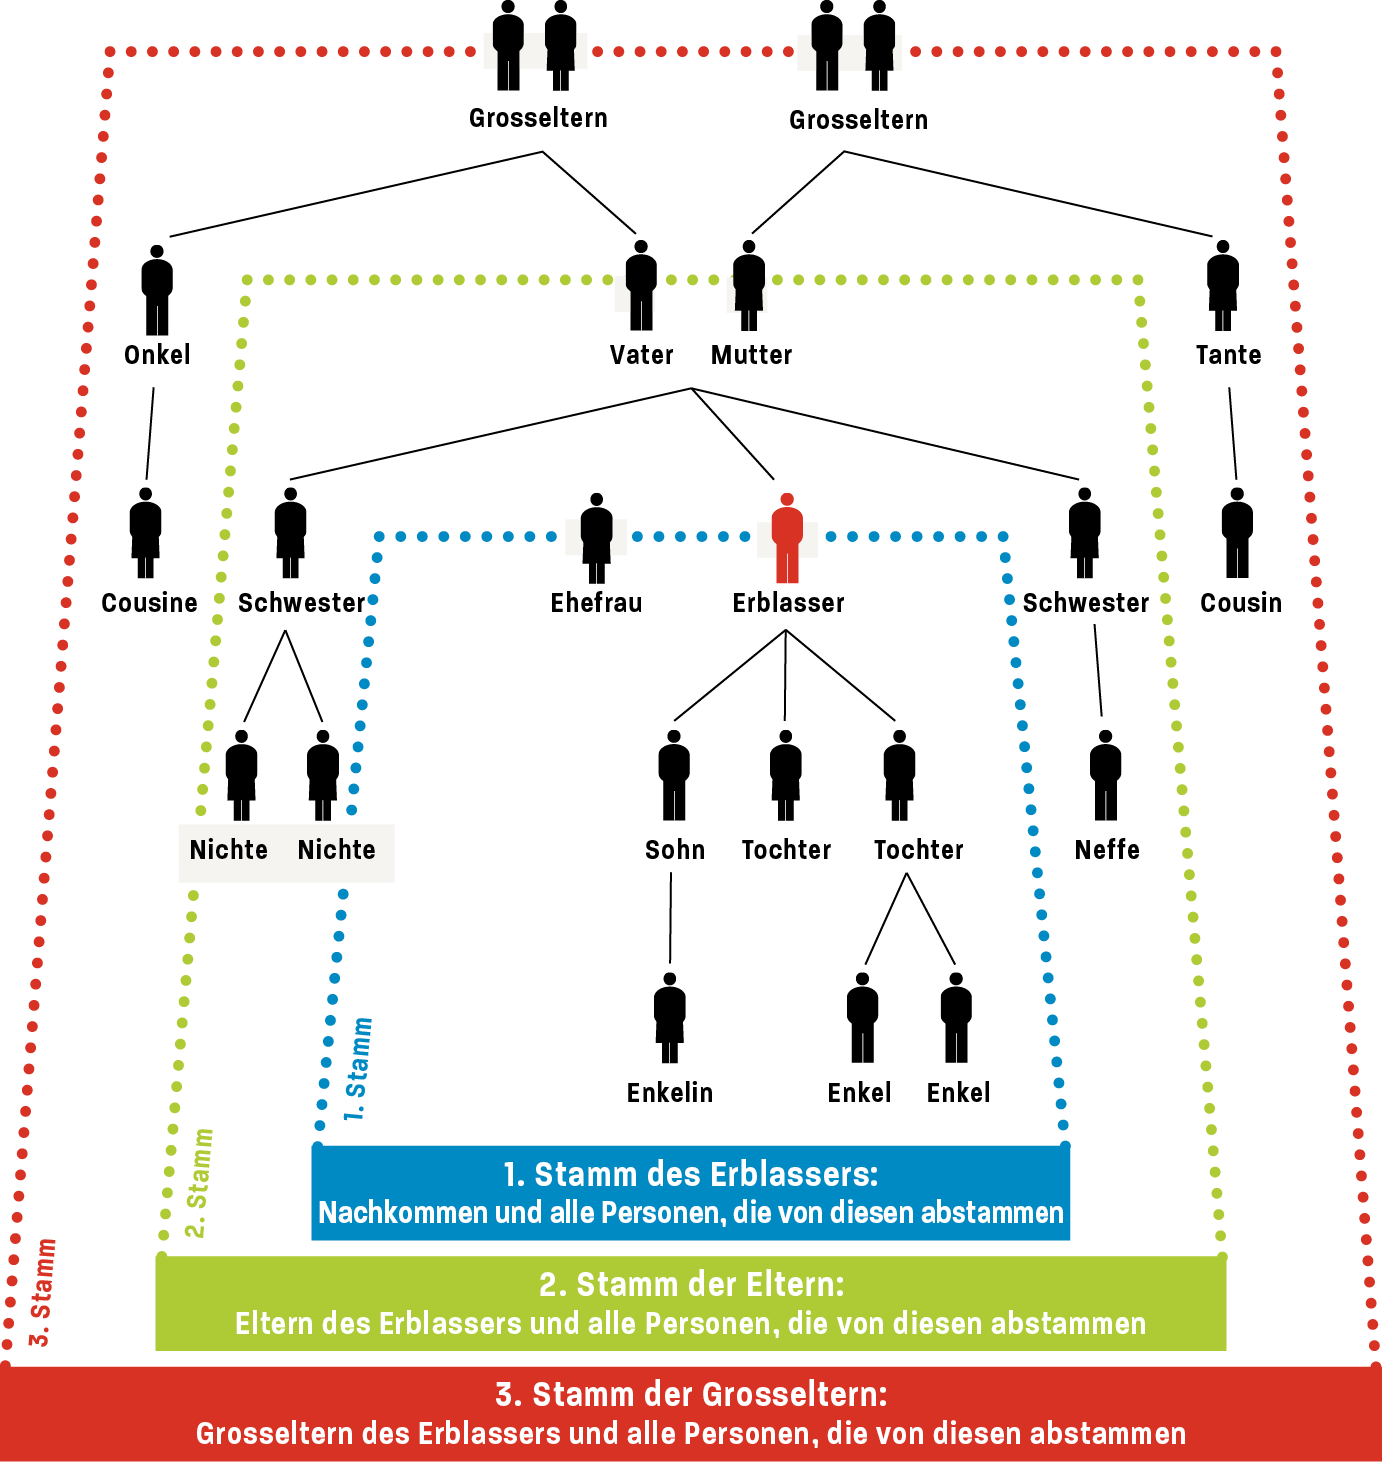 Grosseltern
Grosseltern
Onkel
Vater
Mutter
Tante
Cousine
Schwester
Ehefrau
Erblasser
Schwester
Cousin
Nichte
Nichte
Sohn
Tochter
Tochter
Neffe
Enkelin
Enkel
Enkel
1. Stamm
2. Stamm
3. Stamm
1. Stamm des Erblassers:
Nachkommen und alle Personen, die von diesen abstammen
2. Stamm der Eltern:
Eltern des Erblassers und alle Personen, die von diesen abstammen
3. Stamm der Grosseltern:
Grosseltern des Erblassers und alle Personen, die von diesen abstammen